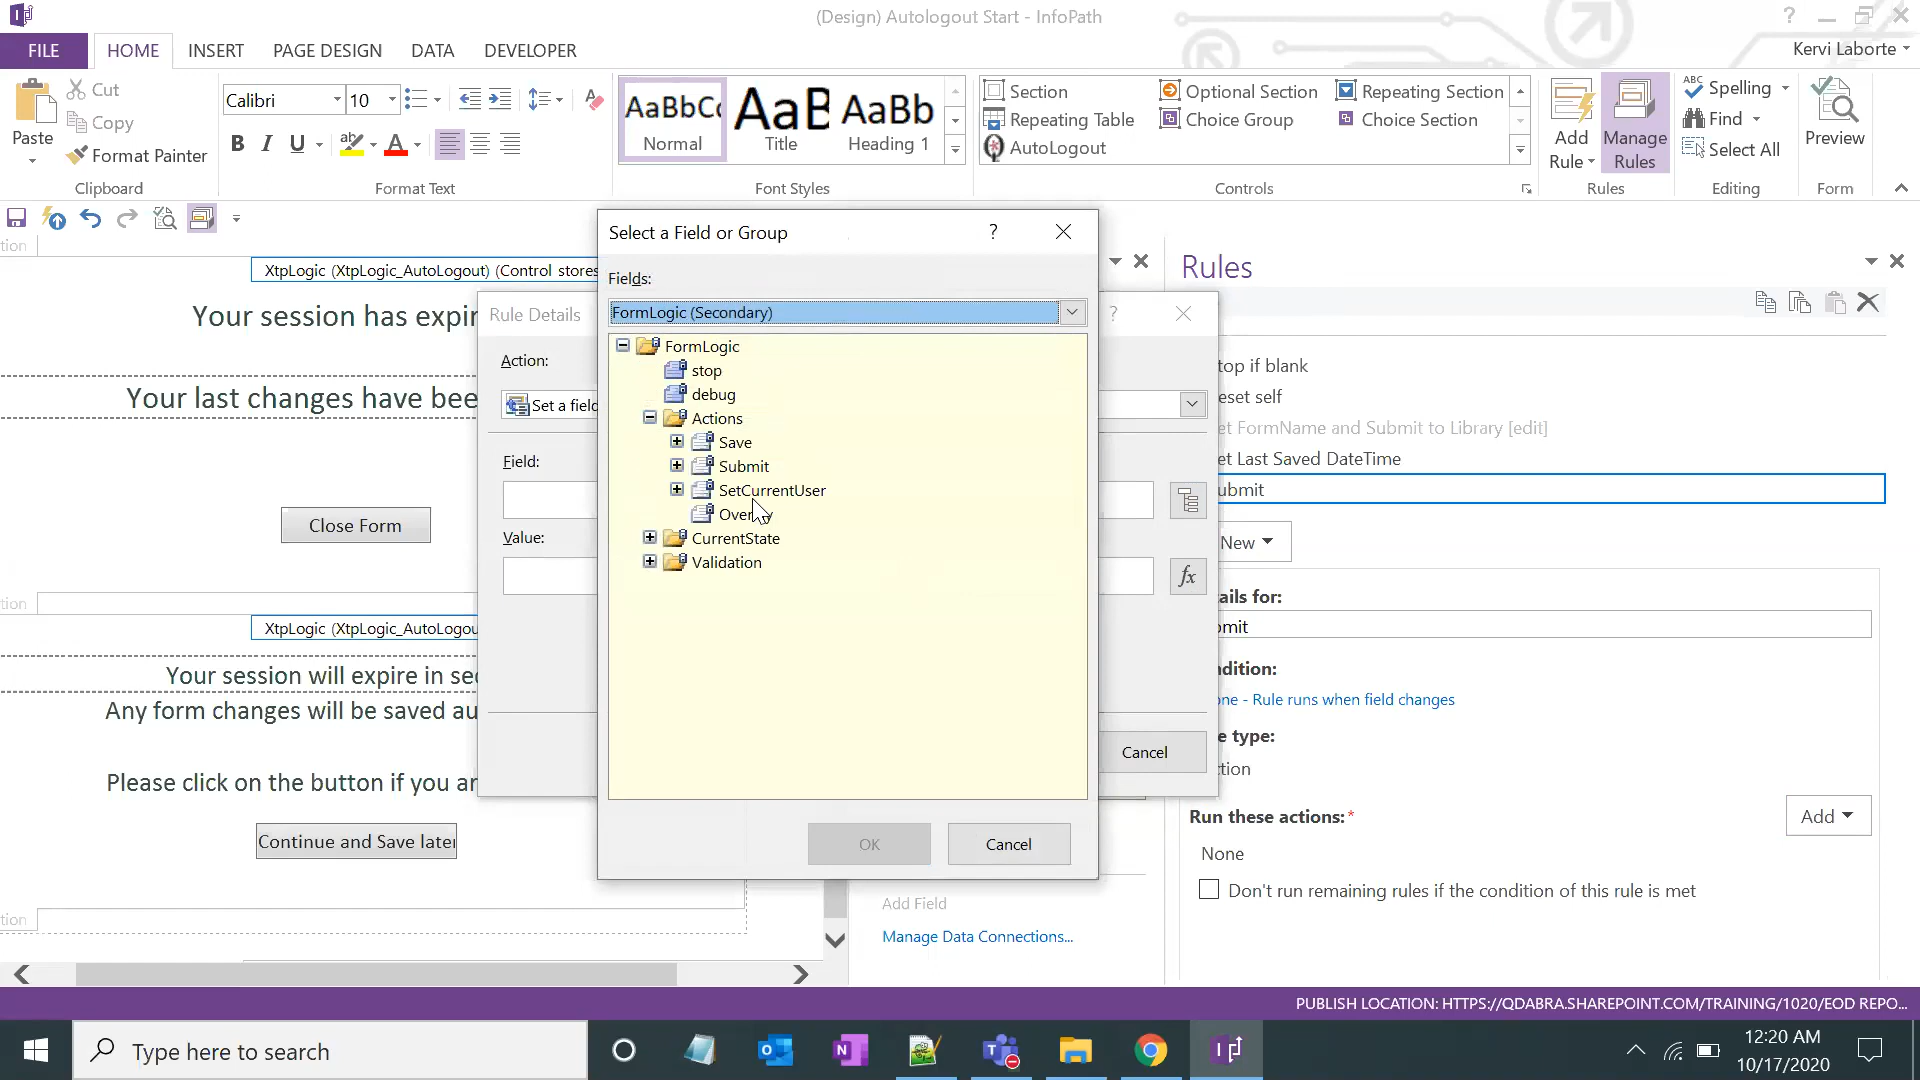 (Design) Autologout Start - InfoPath
?
FILE
HOME
INSERT
PAGE DESIGN
DATA
DEVELOPER
Kervi Laborte
Paste
Cut
Copy
Format Painter
Clipboard
Calibri
10
B I U
A
Format Text
AaBbCc
Normal
AaB
Title
AaBb
Heading 1
Font Styles
Section
Optional Section
Repeating Section
Repeating Table
Choice Group
Choice Section
AutoLogout
Controls
Add
Rule
Manage
Rules
Rules
ABC
Spelling
Find
Select All
Editing
Preview
Form
tion
XtpLogic (XtpLogic_AutoLogout) (Control stores
Your session has expir
Your last changes have bee
Close Form
tion
XtpLogic (XtpLogic_AutoLogou
Your session will expire in sec
Any form changes will be saved au
Please click on the button if you ar
Continue and Save later
tion
Rule Details
?
Action:
Set a field
Field:
Value:
fx
Cancel
Select a Field or Group
?
Fields:
FormLogic (Secondary)
FormLogic
stop
debug
Actions
Save
Submit
SetCurrentUser
CurrentState
Validation
OK
Cancel
Add Field
Manage Data Connections...
Rules
top if blank
eset self
et FormName and Submit to Library [edit]
et Last Saved DateTime
ubmit
New
ails for:
bmit
ndition:
one - Rule runs when field changes
e type:
ction
Run these actions:*
Add
None
Don't run remaining rules if the condition of this rule is met
PUBLISH LOCATION: HTTPS://QDABRA.SHAREPOINT.COM/TRAINING/1020/EOD REPO...
Type here to search
12:20 AM
10/17/2020